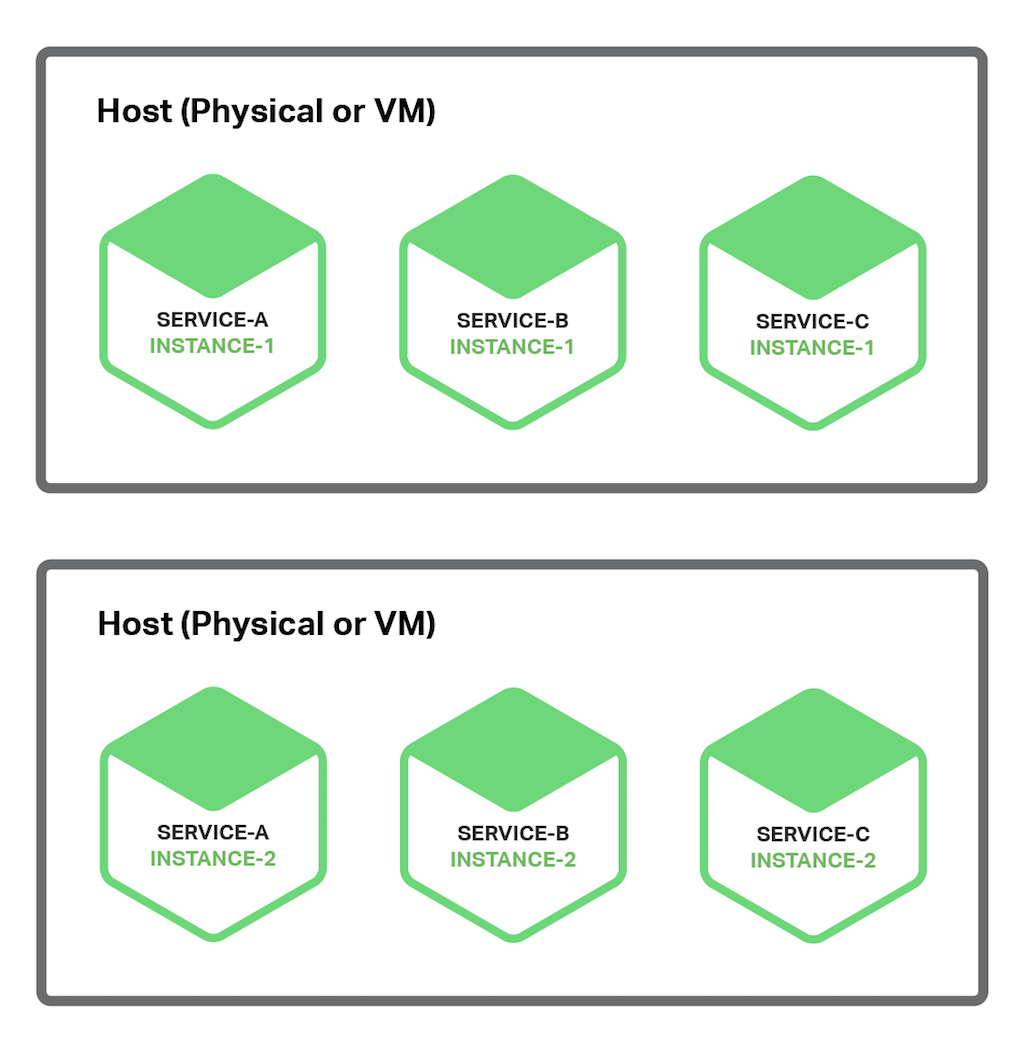 Host (Physical or VM)
SERVICE-A
INSTANCE-1
SERVICE-B
INSTANCE-1
SERVICE-C
INSTANCE-1
Host (Physical or VM)
SERVICE-A
INSTANCE-2
SERVICE-B
INSTANCE-2
SERVICE-C
INSTANCE-2